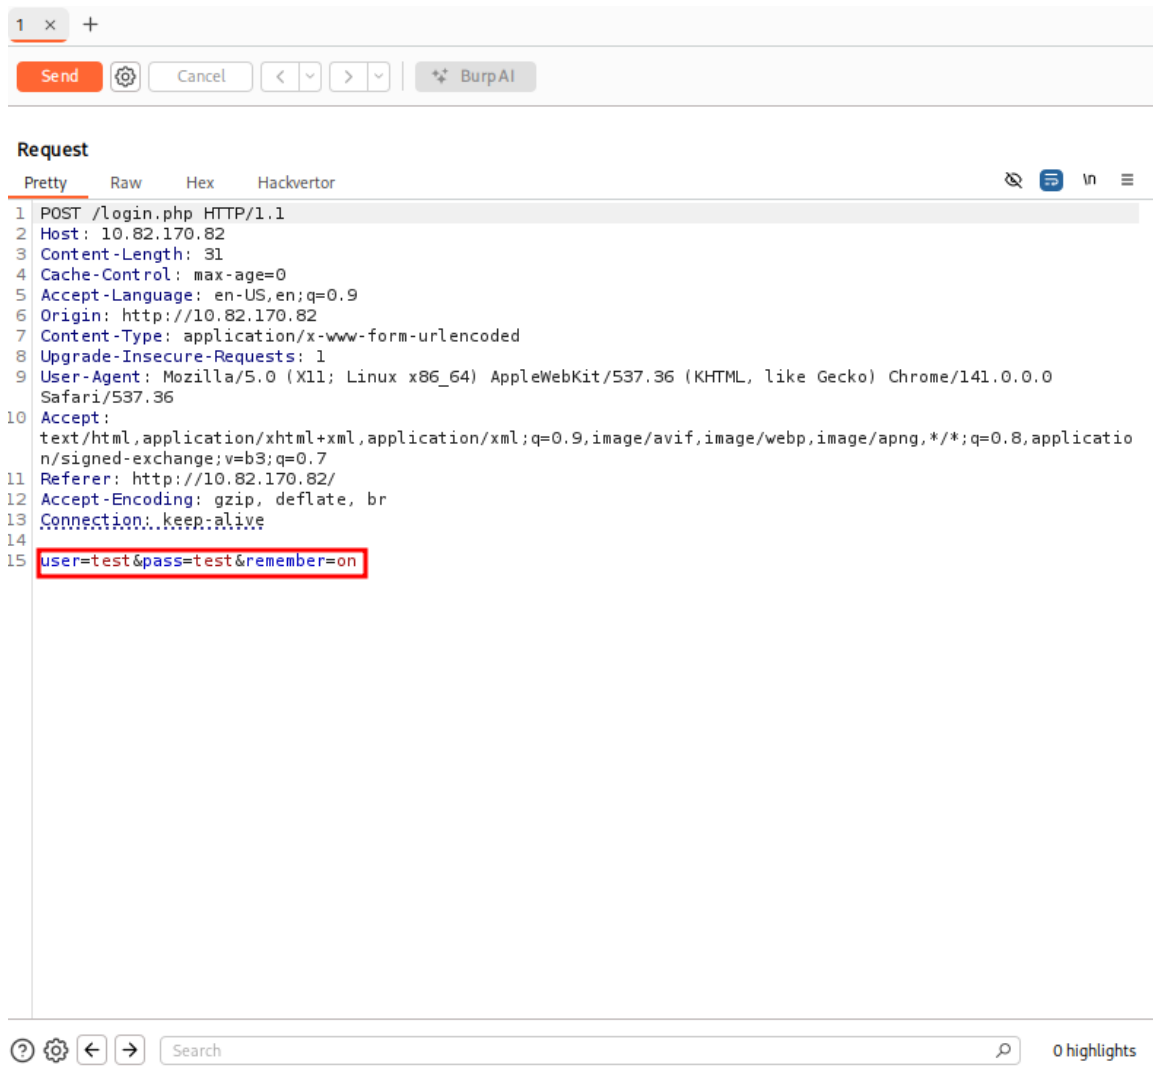 1 × +
Send Cancel < > Burp AI
Request
Pretty Raw Hex Hackvertor \n
1 POST /login.php HTTP/1.1
2 Host: 10.82.170.82
3 Content-Length: 31
4 Cache-Control: max-age=0
5 Accept-Language: en-US,en;q=0.9
6 Origin: http://10.82.170.82
7 Content-Type: application/x-www-form-urlencoded
8 Upgrade-Insecure-Requests: 1
9 User-Agent: Mozilla/5.0 (X11; Linux x86_64) AppleWebKit/537.36 (KHTML, like Gecko) Chrome/141.0.0.0
Safari/537.36
10 Accept:
text/html,application/xhtml+xml,application/xml;q=0.9,image/avif,image/webp,image/apng,*/*;q=0.8,applicatio
n/signed-exchange;v=b3;q=0.7
11 Referer: http://10.82.170.82/
12 Accept-Encoding: gzip, deflate, br
13 Connection: keep-alive
14
15 user=test&pass=test&remember=on
Search 0 highlights